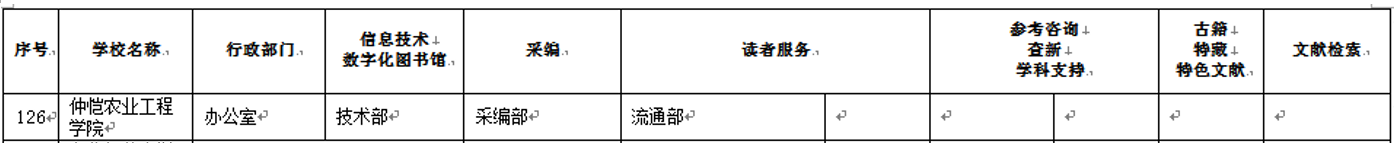 序号 学校名称 行政部门 信息技术 数字化图书馆 采编 读者服务 参考咨询 查新 学科支持 古籍 特藏 特色文献 文献检索
126 仲恺农业工程学院 办公室 技术部 采编部 流通部